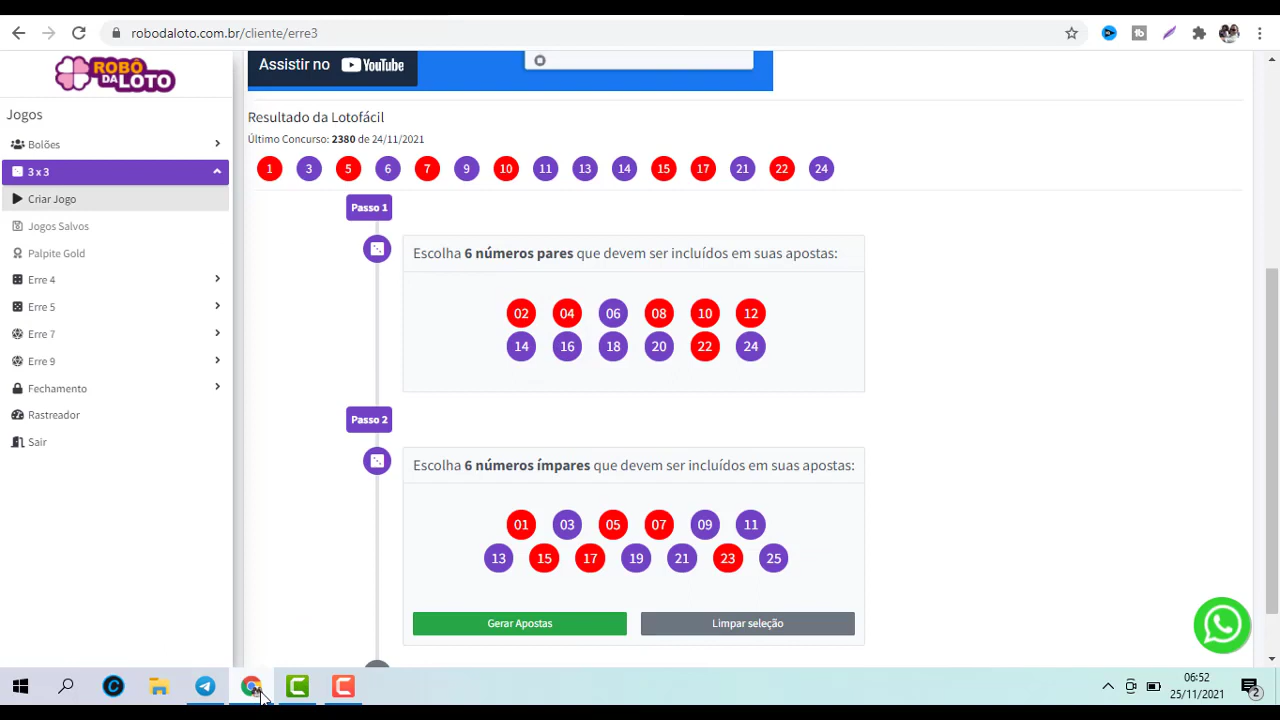 robodaloto.com.br/cliente/erre3
ROBÔ
DA LOTO
Assistir no YouTube
Jogos
Bolões
3 x 3
Criar Jogo
Jogos Salvos
Palpite Gold
Erre 4
Erre 5
Erre 7
Erre 9
Fechamento
Rastreador
Sair
Resultado da Lotofácil
Último Concurso: 2380 de 24/11/2021
1 3 5 6 7 9 10 11 13 14 15 17 21 22 24
Passo 1
Escolha 6 números pares que devem ser incluídos em suas apostas:
02 04 06 08 10 12
14 16 18 20 22 24
Passo 2
Escolha 6 números ímpares que devem ser incluídos em suas apostas:
01 03 05 07 09 11
13 15 17 19 21 23 25
Gerar Apostas Limpar seleção
06:52
25/11/2021
2